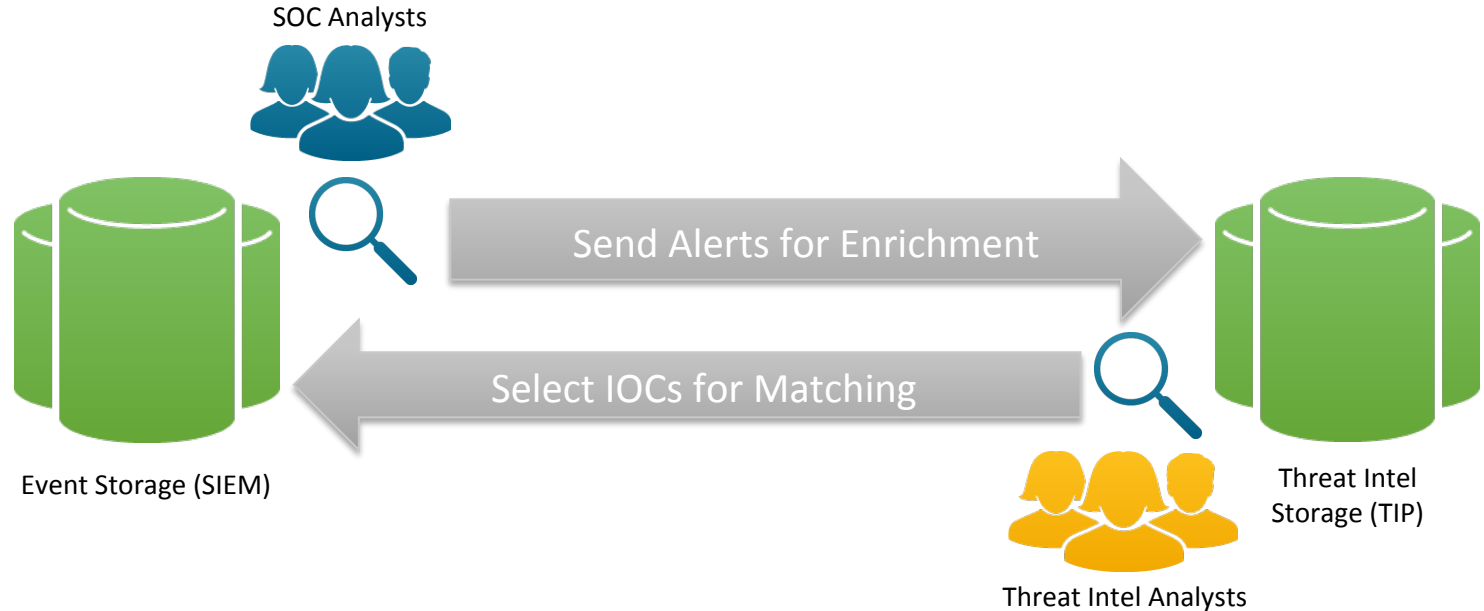 SOC Analysts
Send Alerts for Enrichment
Select IOCs for Matching
Event Storage (SIEM)
Threat Intel
Storage (TIP)
Threat Intel Analysts